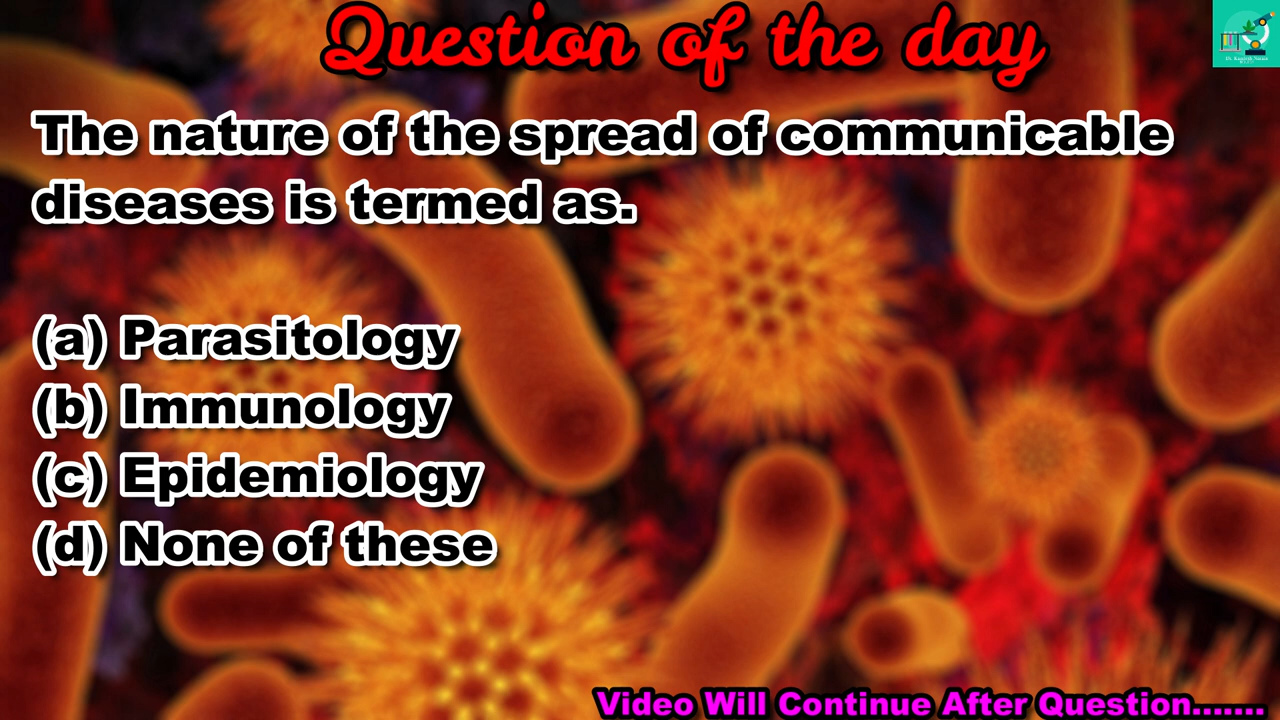 Question of the day
The nature of the spread of communicable
diseases is termed as.
(a) Parasitology
(b) Immunology
(c) Epidemiology
(d) None of these
Video Will Continue After Question.......